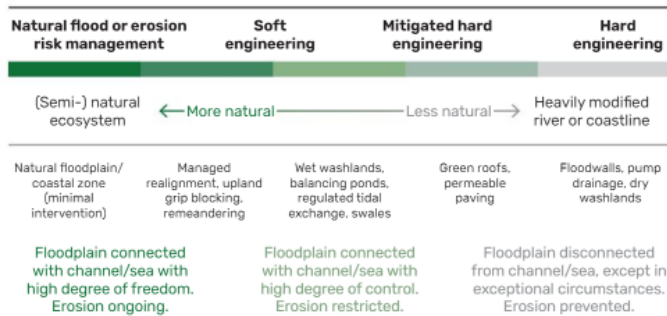 Natural flood or erosion
risk management
Soft
engineering
Mitigated hard
engineering
Hard
engineering
(Semi-) natural
ecosystem
More natural
Less natural
Heavily modified
river or coastline
Natural floodplain/
coastal zone
(minimal
intervention)
Managed
realignment, upland
grip blocking,
remeandering
Wet washlands,
balancing ponds,
regulated tidal
exchange, swales
Green roofs,
permeable
paving
Floodwalls, pump
drainage, dry
washlands
Floodplain connected
with channel/sea with
high degree of freedom.
Erosion ongoing.
Floodplain connected
with channel/sea with
high degree of control.
Erosion restricted.
Floodplain disconnected
from channel/sea, except in
exceptional circumstances.
Erosion prevented.